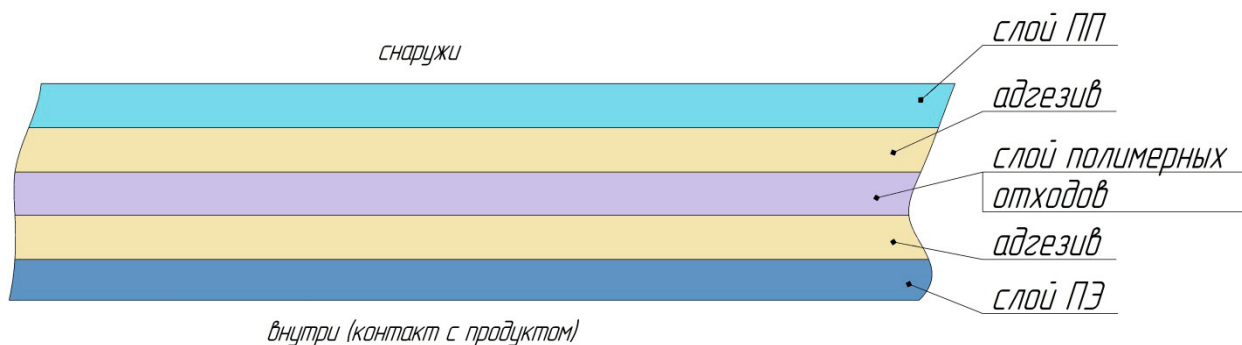 снаружи
слой ПП
адгезив
слой полимерных
отходов
адгезив
слой ПЭ
внутри (контакт с продуктом)